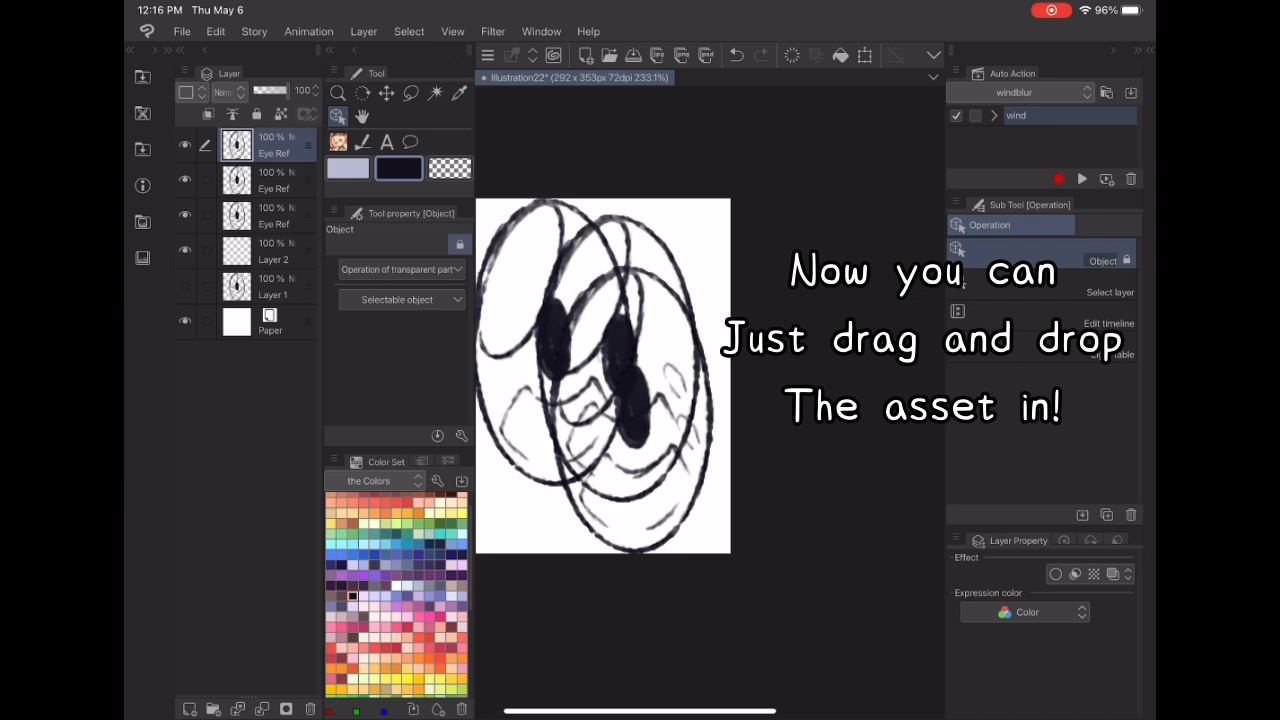 12:16 PM Thu May 6
96%
File Edit Story Animation Layer Select View Filter Window Help
Layer
Tool
Illustration22* (292 x 353px 72dpi 233.1%)
Auto Action
Norm
100
windblur
wind
100 % N
Eye Ref
100 % N
Eye Ref
100 % N
Eye Ref
100 % N
Layer 2
100 % N
Layer 1
Paper
Tool property [Object]
Object
Operation of transparent part
Selectable object
Color Set
the Colors
Sub Tool [Operation]
Operation
Object
Select layer
Edit timeline
Now you can
Just drag and drop
The asset in!
Layer Property
Effect
Expression color
Color